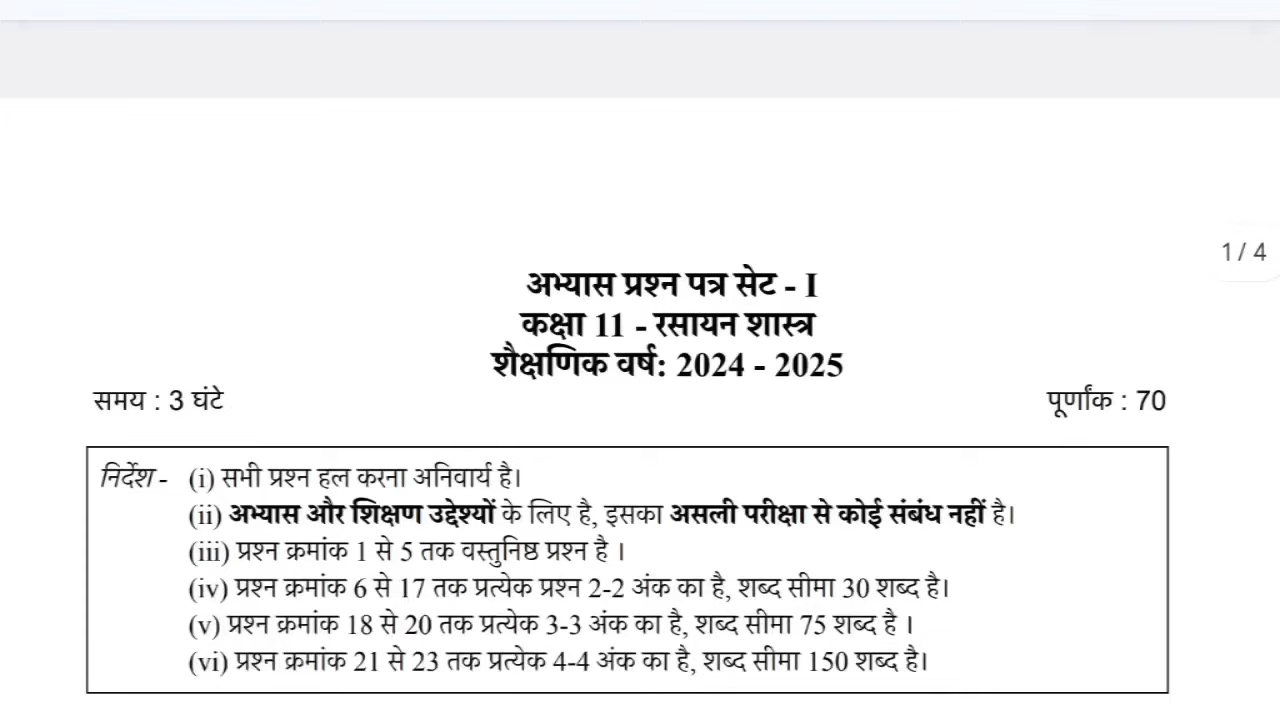 1 / 4
अभ्यास प्रश्न पत्र सेट - I
कक्षा 11 - रसायन शास्त्र
शैक्षणिक वर्ष: 2024 - 2025
समय : 3 घंटे पूर्णांक : 70
निर्देश - (i) सभी प्रश्न हल करना अनिवार्य है।
(ii) अभ्यास और शिक्षण उद्देश्यों के लिए है, इसका असली परीक्षा से कोई संबंध नहीं है।
(iii) प्रश्न क्रमांक 1 से 5 तक वस्तुनिष्ठ प्रश्न है ।
(iv) प्रश्न क्रमांक 6 से 17 तक प्रत्येक प्रश्न 2-2 अंक का है, शब्द सीमा 30 शब्द है।
(v) प्रश्न क्रमांक 18 से 20 तक प्रत्येक 3-3 अंक का है, शब्द सीमा 75 शब्द है ।
(vi) प्रश्न क्रमांक 21 से 23 तक प्रत्येक 4-4 अंक का है, शब्द सीमा 150 शब्द है।